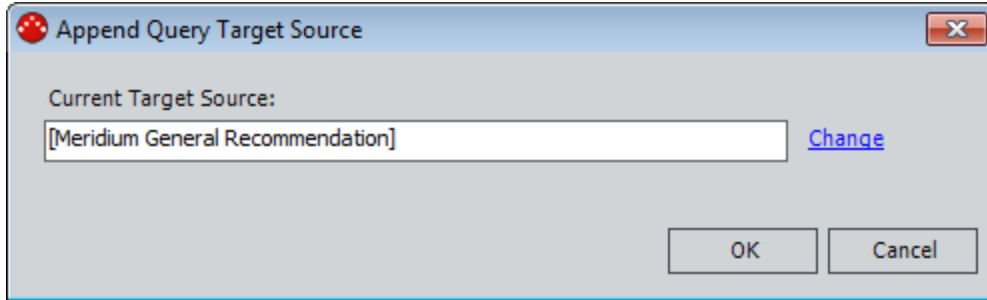 Append Query Target Source
Current Target Source:
[Meridium General Recommendation]
Change
OK
Cancel